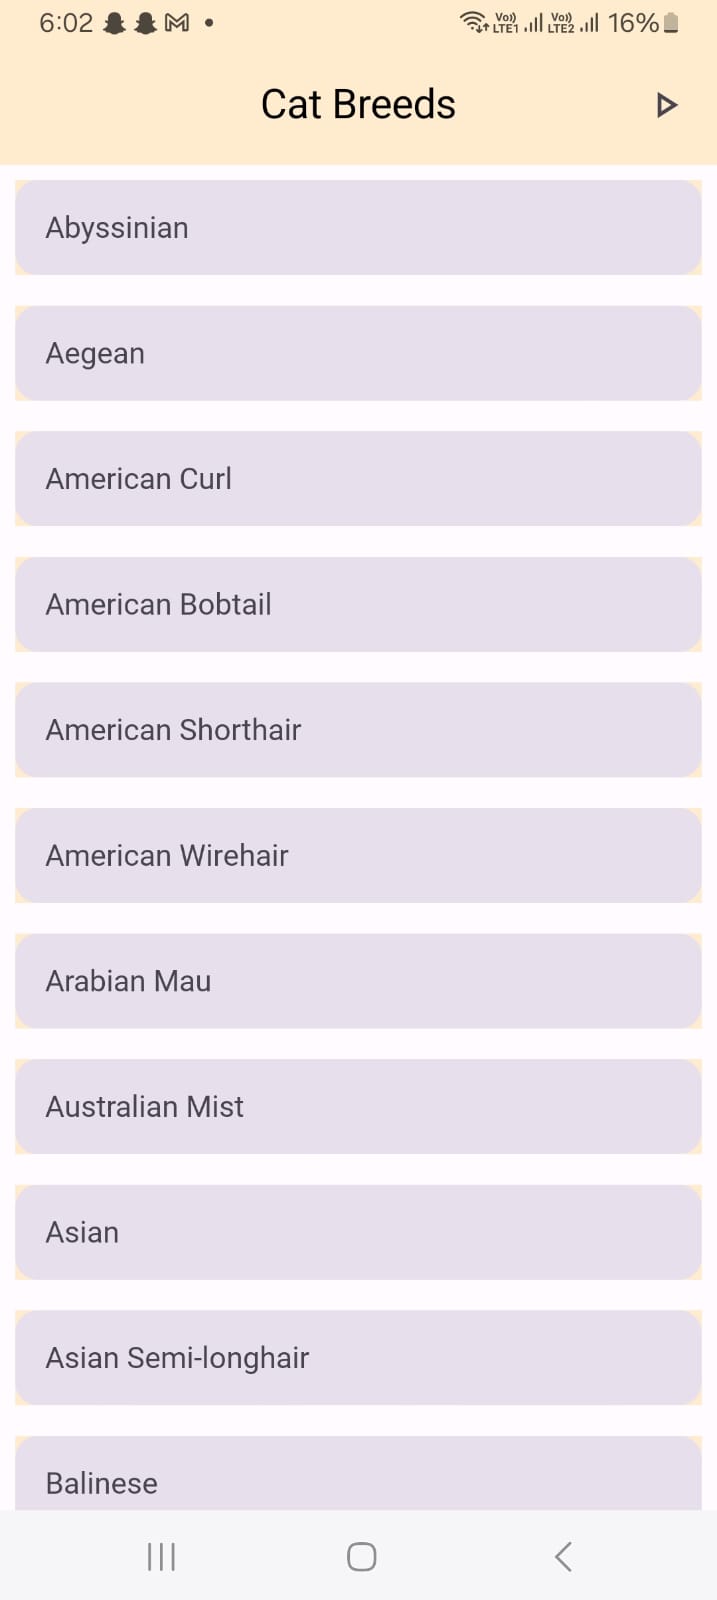 6:02
Vo)) LTE1 Vo)) LTE2 16%
Cat Breeds
Abyssinian
Aegean
American Curl
American Bobtail
American Shorthair
American Wirehair
Arabian Mau
Australian Mist
Asian
Asian Semi-longhair
Balinese